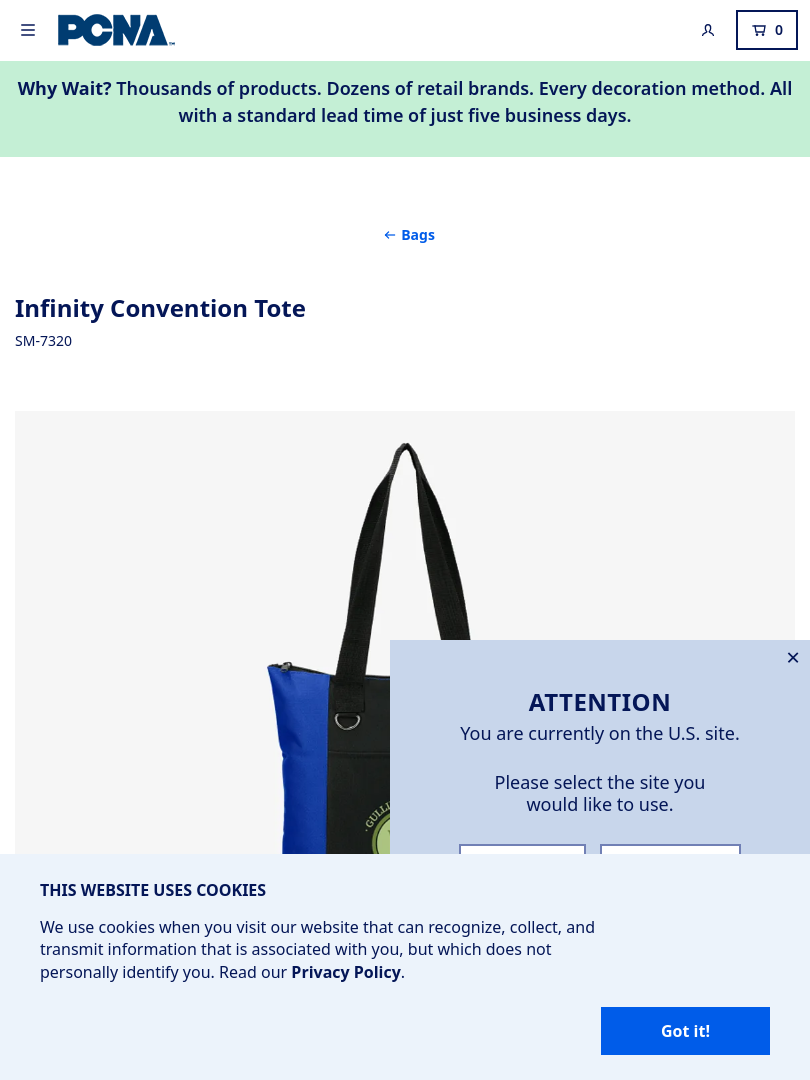 PCNA
0
Why Wait? Thousands of products. Dozens of retail brands. Every decoration method. All
with a standard lead time of just five business days.
← Bags
Infinity Convention Tote
SM-7320
ATTENTION
You are currently on the U.S. site.
Please select the site you
would like to use.
THIS WEBSITE USES COOKIES
We use cookies when you visit our website that can recognize, collect, and
transmit information that is associated with you, but which does not
personally identify you. Read our Privacy Policy.
Got it!